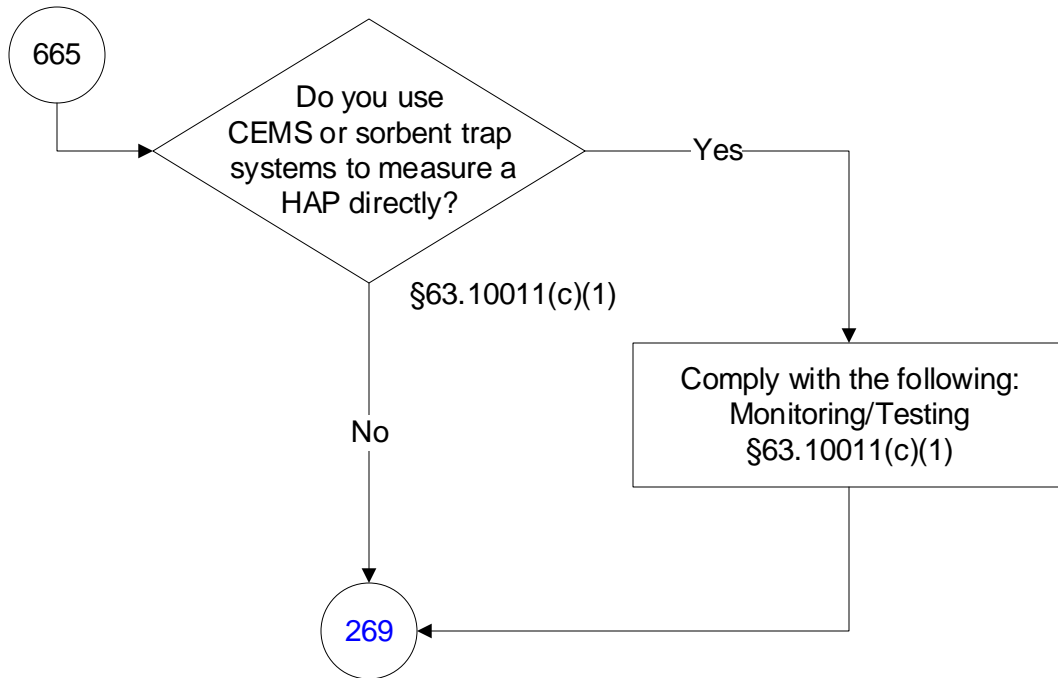 665
Do you use
CEMS or sorbent trap
systems to measure a
HAP directly?
Yes
§63.10011(c)(1)
Comply with the following:
Monitoring/Testing
§63.10011(c)(1)
No
269